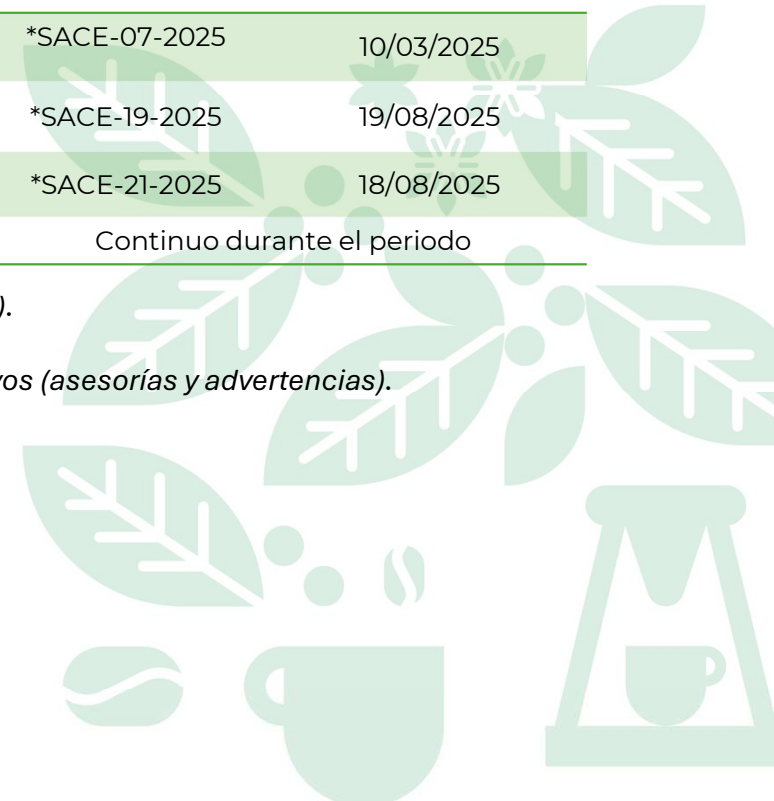 *SACE-07-2025 10/03/2025
*SACE-19-2025 19/08/2025
*SACE-21-2025 18/08/2025
Continuo durante el periodo
).
vos (asesorías y advertencias).